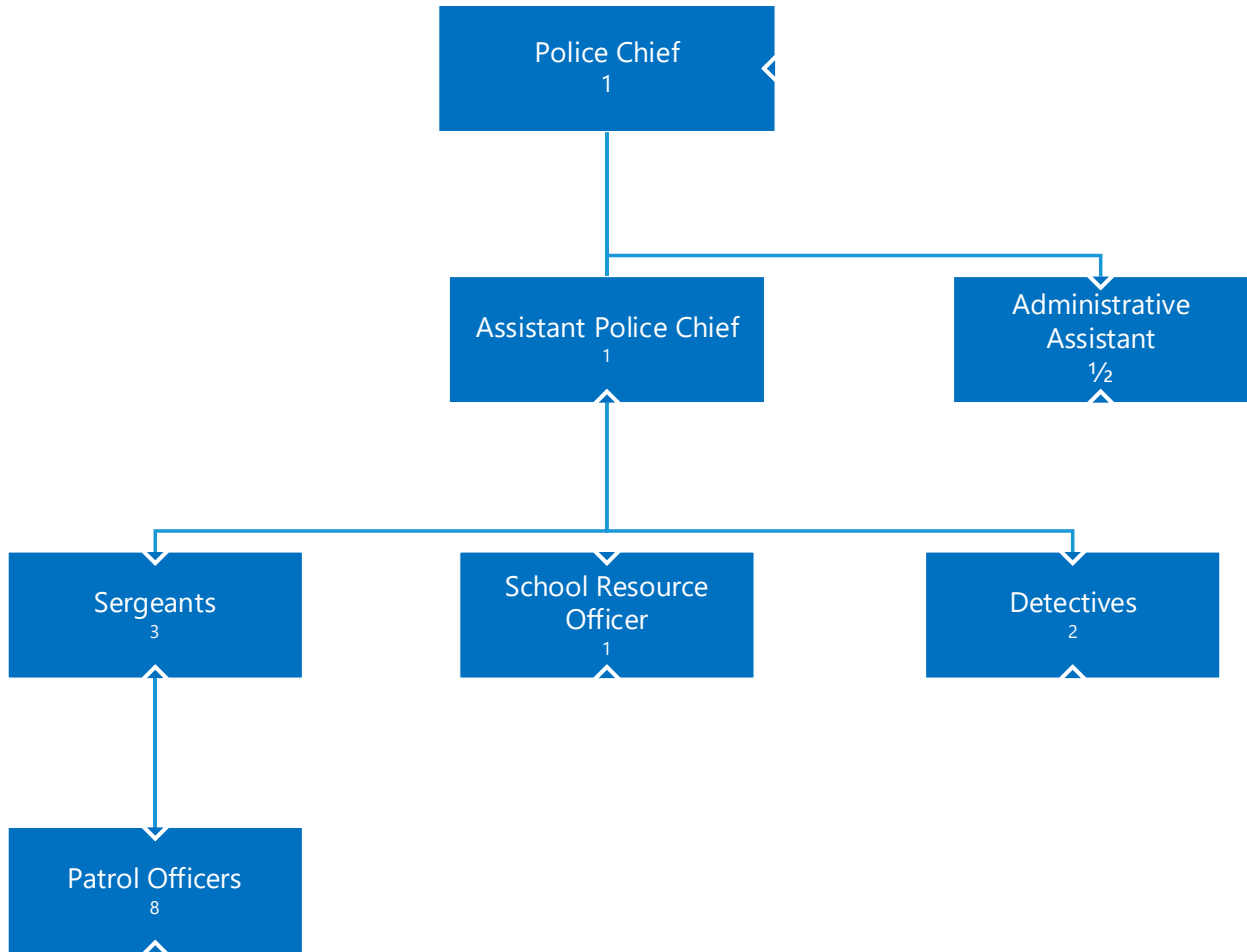 Police Chief
1
Assistant Police Chief
1
Administrative
Assistant
½
Sergeants
3
School Resource
Officer
1
Detectives
2
Patrol Officers
8